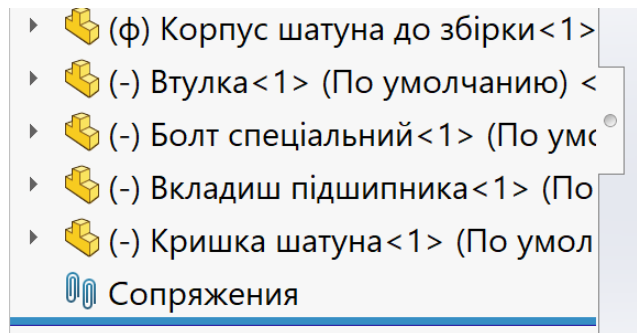 (ф) Корпус шатуна до збірки<1>
(-) Втулка<1> (По умолчанию) <
(-) Болт спеціальний<1> (По умо
(-) Вкладиш підшипника<1> (По
(-) Кришка шатуна<1> (По умол
Сопряжения